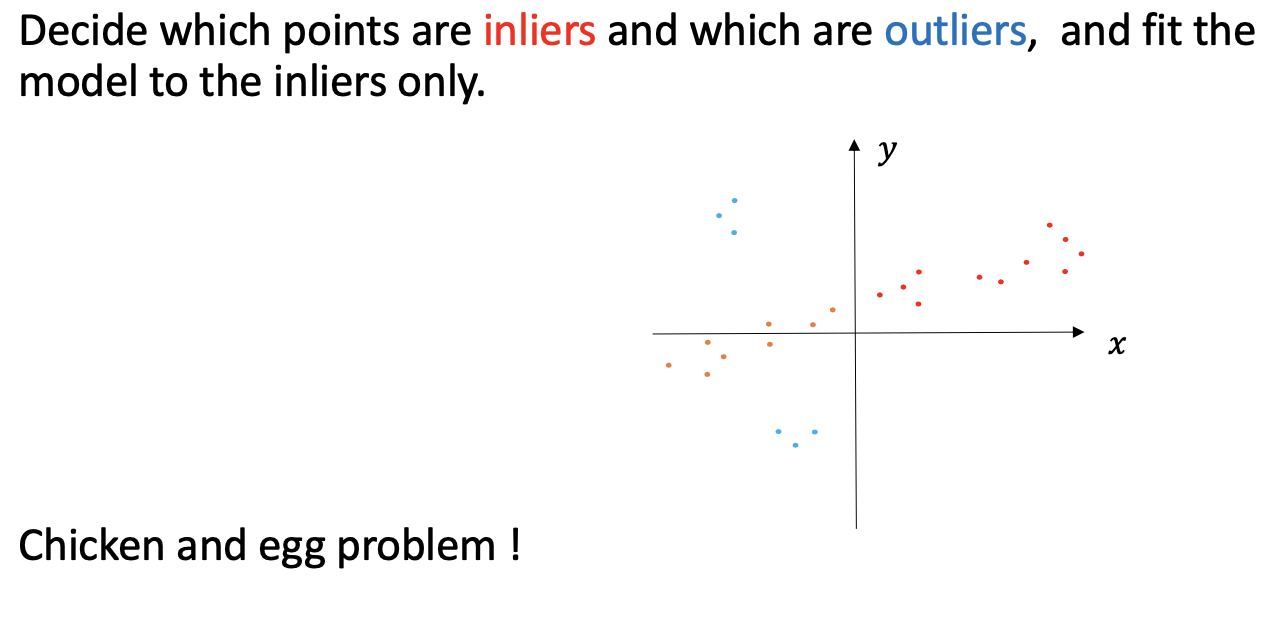 Decide which points are inliers and which are outliers,  and fit the
model to the inliers only.
y
x
Chicken and egg problem !